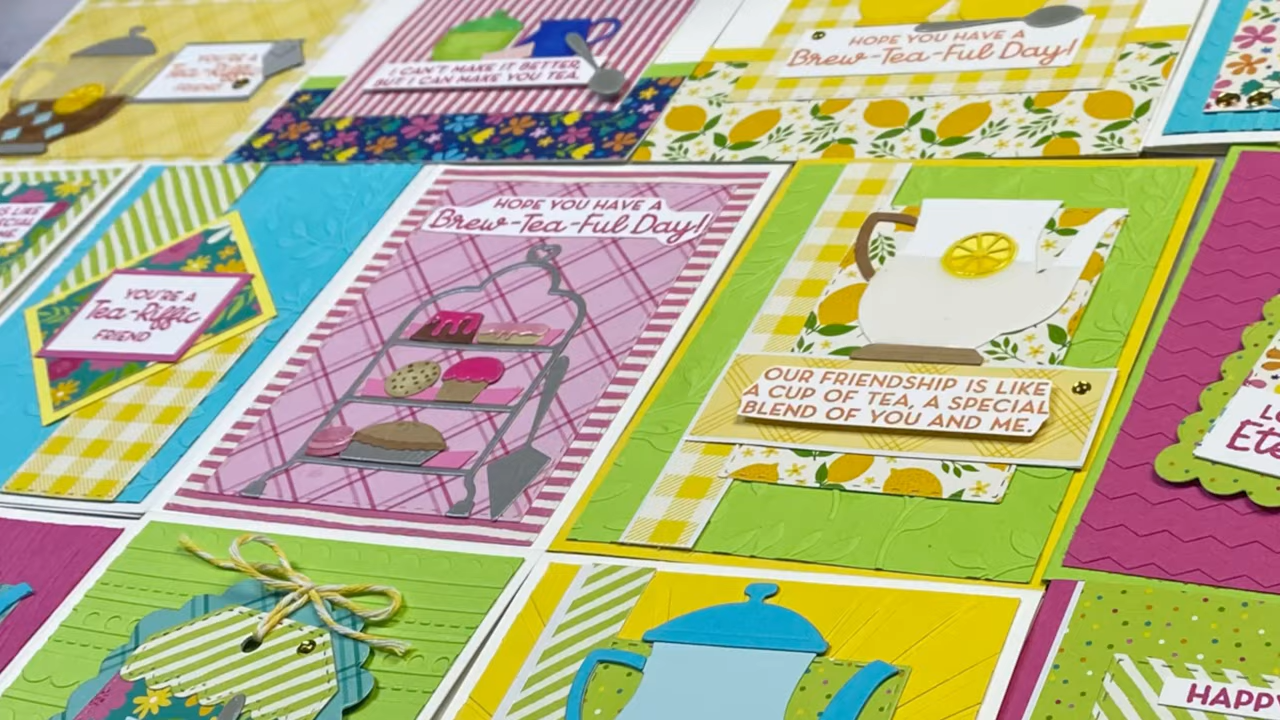 YOU'RE A
Tea-Riffic
FRIEND
I CAN'T MAKE IT BETTER,
BUT I CAN MAKE YOU TEA.
HOPE YOU HAVE A
Brew-Tea-Ful Day!
YOU'RE A
Tea-Riffic
FRIEND
HOPE YOU HAVE A
Brew-Tea-Ful Day!
OUR FRIENDSHIP IS LIKE
A CUP OF TEA, A SPECIAL
BLEND OF YOU AND ME.
HAPPY